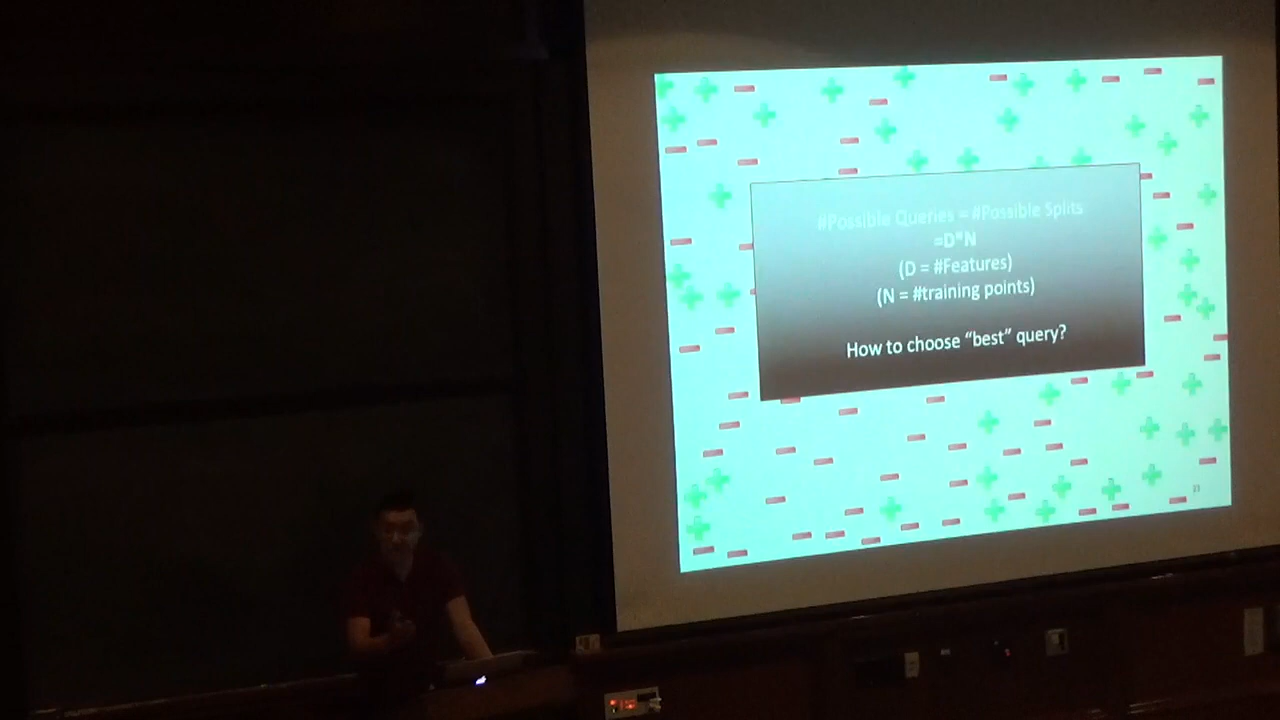 #Possible Queries = #Possible Splits
=D*N
(D = #Features)
(N = #training points)
How to choose “best” query?